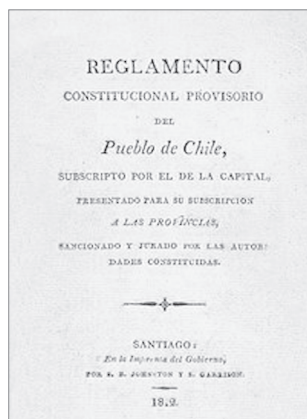 REGLAMENTO
CONSTITUCIONAL PROVISORIO
DEL
Pueblo de Chile,
SUBSCRIPTO POR EL DE LA CAPITAL,
PRESENTADO PARA SU SUBSCRIPCION
A LAS PROVINCIAS,
SANCIONADO Y JURADO POR LAS AUTORI
DADES CONSTITUIDAS.
SANTIAGO:
En la Imprenta del Gobierno,
POR S. B. JOHNSTON Y S. GARRISON.
1812.